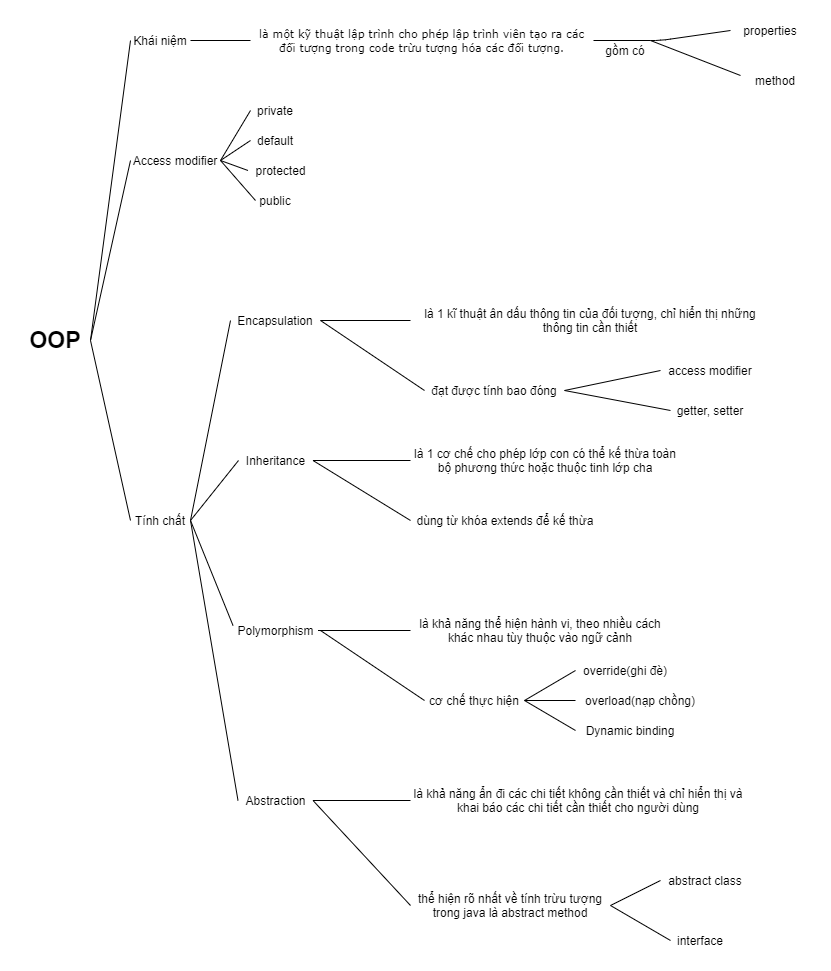 Khái niệm
là một kỹ thuật lập trình cho phép lập trình viên tạo ra các
đối tượng trong code trừu tượng hóa các đối tượng.
gồm có
properties
method
Access modifier
private
default
protected
public
OOP
Tính chất
Encapsulation
là 1 kĩ thuật ân dấu thông tin của đối tượng, chỉ hiển thị những
thông tin cần thiết
đạt được tính bao đóng
access modifier
getter, setter
Inheritance
là 1 cơ chế cho phép lớp con có thể kế thừa toàn
bộ phương thức hoặc thuộc tinh lớp cha
dùng từ khóa extends để kế thừa
Polymorphism
là khả năng thể hiện hành vi, theo nhiều cách
khác nhau tùy thuộc vào ngữ cảnh
cơ chế thực hiện
override(ghi đè)
overload(nạp chồng)
Dynamic binding
Abstraction
là khả năng ẩn đi các chi tiết không cần thiết và chỉ hiển thị và
khai báo các chi tiết cần thiết cho người dùng
thể hiện rõ nhất về tính trừu tượng
trong java là abstract method
abstract class
interface